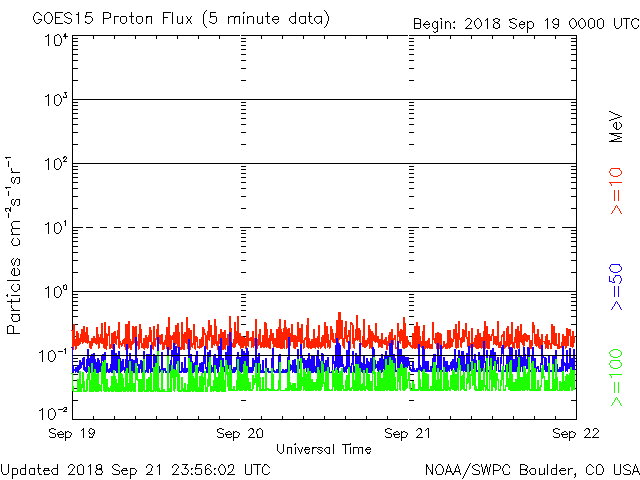 GOES15 Proton Flux (5 minute data)
Begin: 2018 Sep 19 0000 UTC
10⁴
10³
10²
10¹
10⁰
10⁻¹
10⁻²
Particles cm⁻²s⁻¹sr⁻¹
MeV
>=10
>=50
>=100
Sep 19
Sep 20
Sep 21
Sep 22
Universal Time
Updated 2018 Sep 21 23:56:02 UTC
NOAA/SWPC Boulder, CO USA